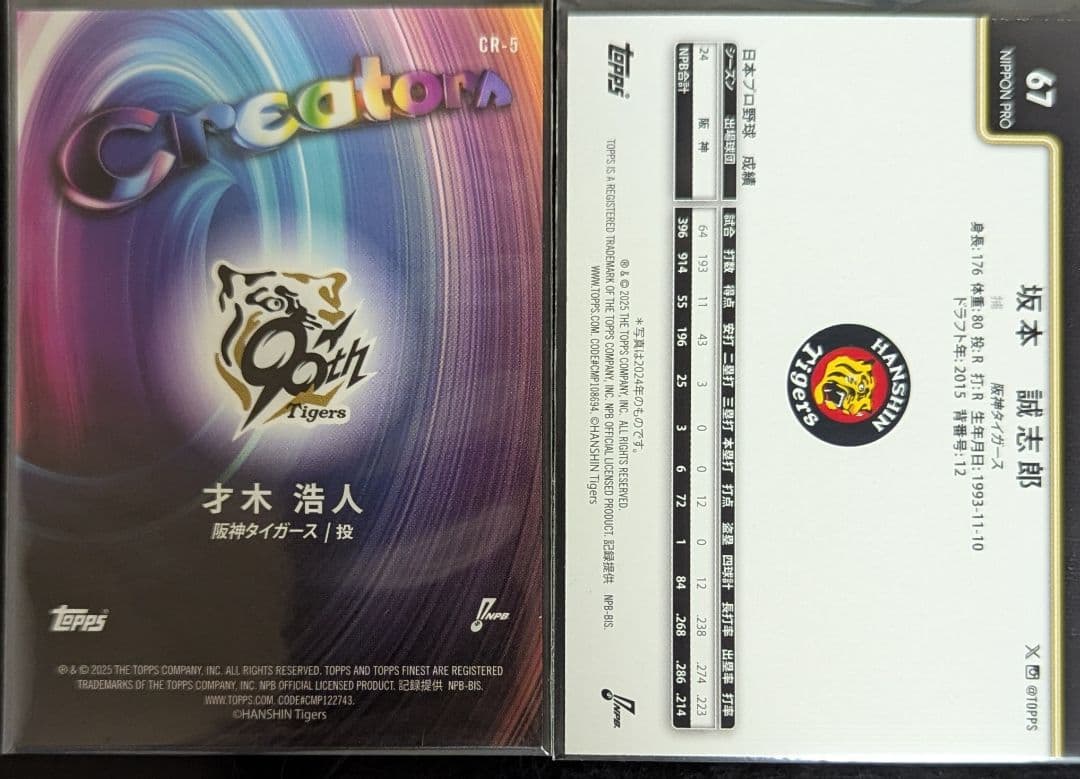 CR-5
Creators
90th
Tigers
才木 浩人
阪神タイガース / 投
Topps
NPB
® & © 2025 THE TOPPS COMPANY, INC. ALL RIGHTS RESERVED. TOPPS AND TOPPS FINEST ARE REGISTERED
TRADEMARKS OF THE TOPPS COMPANY, INC. NPB OFFICIAL LICENSED PRODUCT. 記録提供 NPB-BIS.
WWW.TOPPS.COM. CODE#CMP122743.
©HANSHIN Tigers
67
NIPPON PRO
坂本 誠志郎
捕 阪神タイガース
身長: 176 体重: 80 投: R 打: R 生年月日: 1993-11-10
ドラフト年: 2015 背番号: 12
@TOPPS
HANSHIN
Tigers
日本プロ野球 成績
シーズン 出場球団 試合 打数 得点 安打 二塁打 三塁打 本塁打 打点 盗塁 四球計 長打率 出塁率 打率
24 阪神 64 193 11 43 3 0 0 12 0 12 .238 .274 .223
NPB合計 396 914 55 196 25 3 6 72 1 84 .268 .286 .214
Topps
*写真は2024年のものです。
® & © 2025 THE TOPPS COMPANY, INC. ALL RIGHTS RESERVED.
TOPPS IS A REGISTERED TRADEMARK OF THE TOPPS COMPANY, INC. NPB OFFICIAL LICENSED PRODUCT. 記録提供 NPB-BIS.
WWW.TOPPS.COM. CODE#CMP108694. ©HANSHIN Tigers
NPB